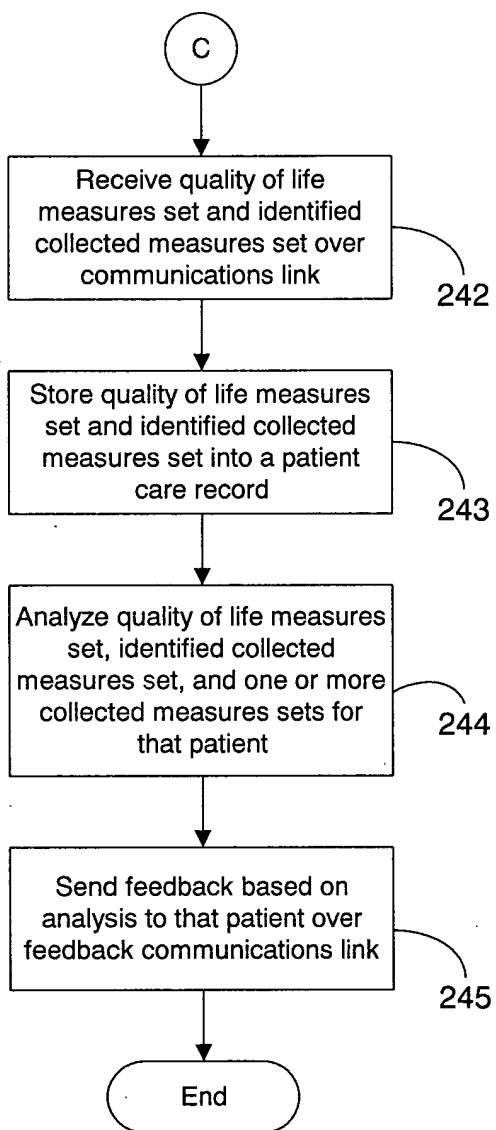 C
Receive quality of life
measures set and identified
collected measures set over
communications link
242
Store quality of life measures
set and identified collected
measures set into a patient
care record
243
Analyze quality of life measures
set, identified collected
measures set, and one or more
collected measures sets for
that patient
244
Send feedback based on
analysis to that patient over
feedback communications link
245
End